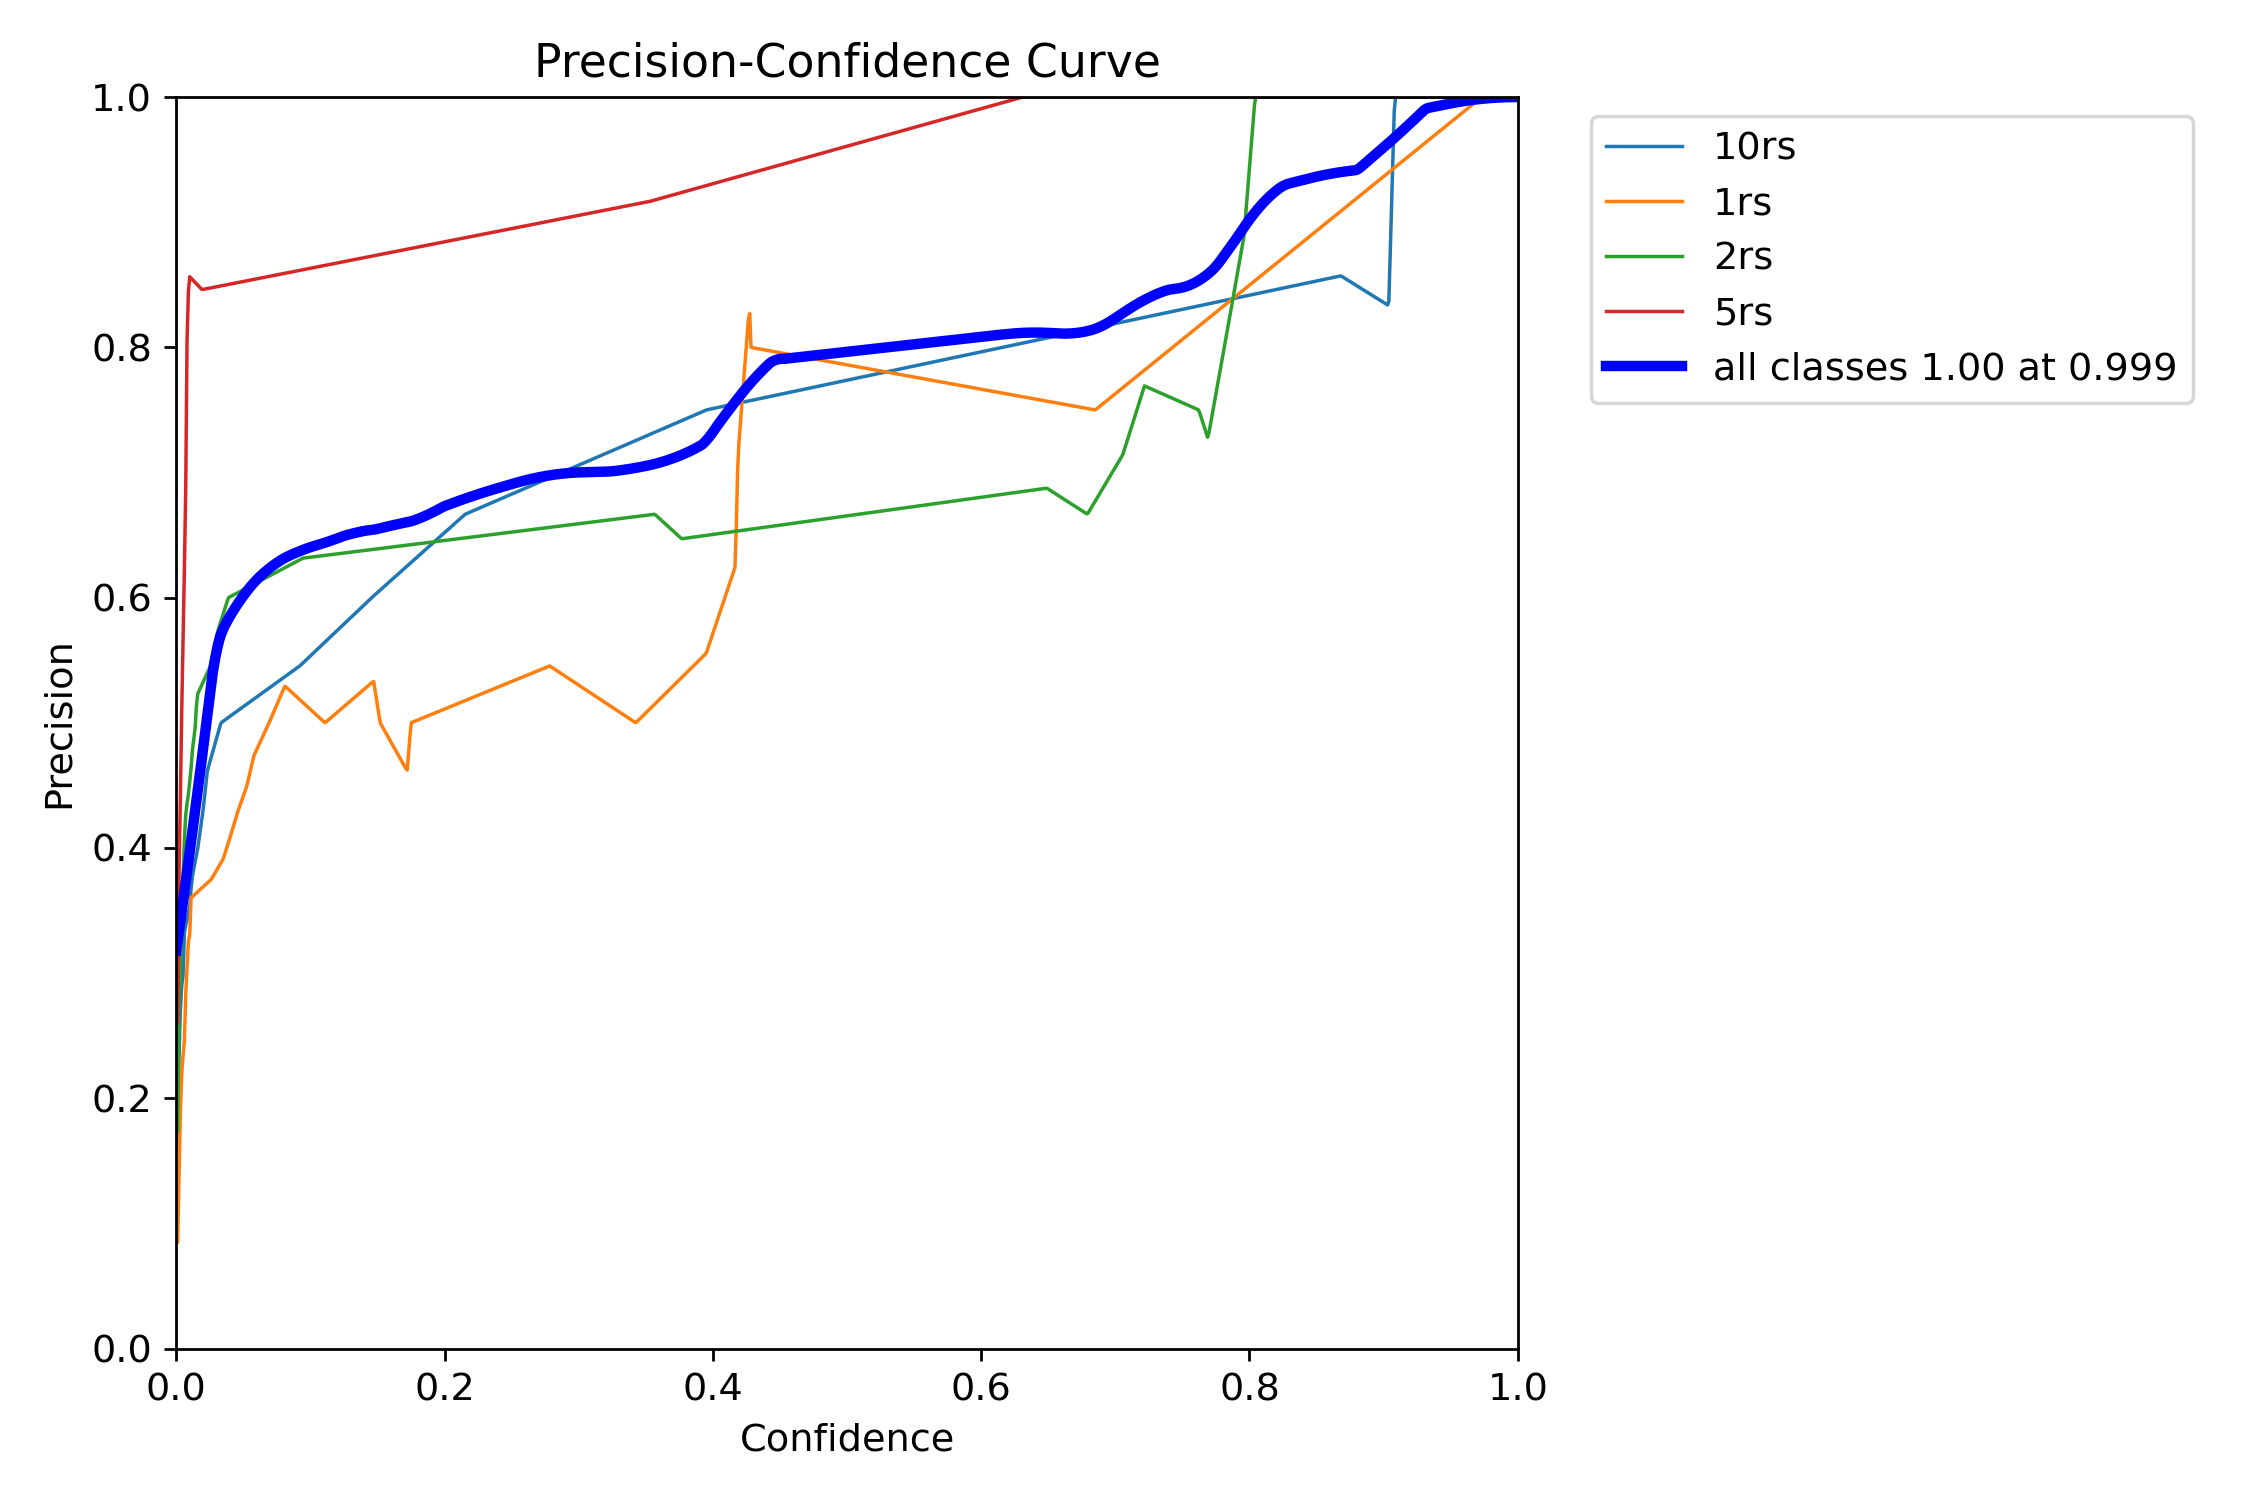 Precision-Confidence Curve
1.0
0.8
0.6
0.4
0.2
0.0
Precision
0.0 0.2 0.4 0.6 0.8 1.0
Confidence
10rs
1rs
2rs
5rs
all classes 1.00 at 0.999